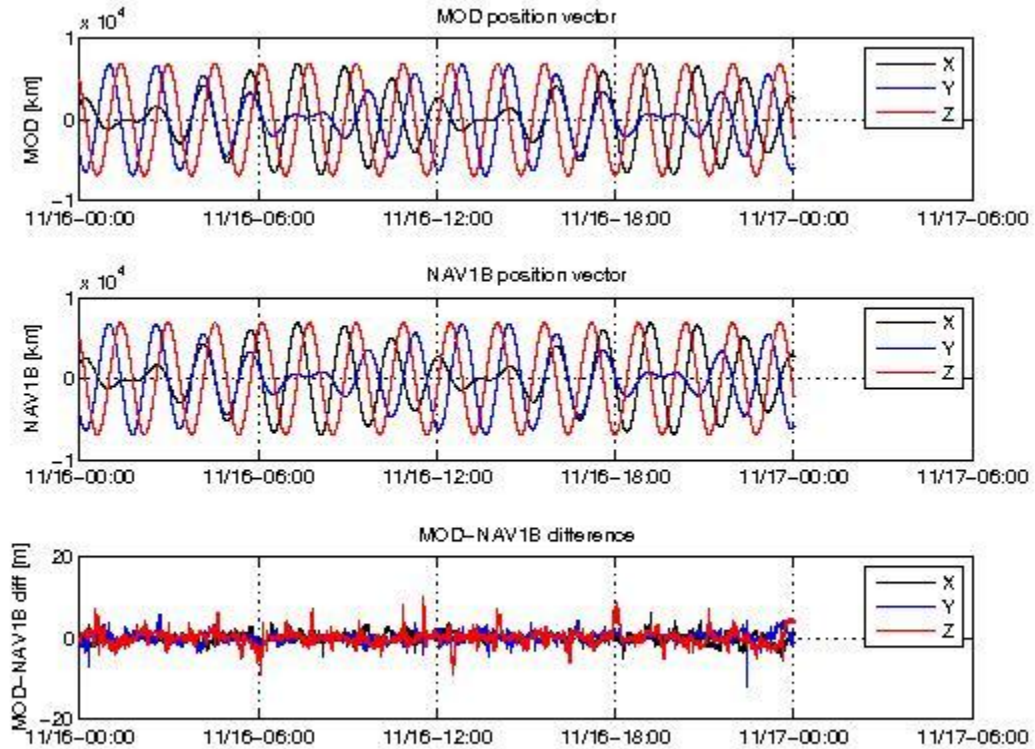 MOD position vector
x 10^4
1
0
−1
MOD [km]
X
Y
Z
11/16−00:00 11/16−06:00 11/16−12:00 11/16−18:00 11/17−00:00 11/17−06:00
NAV1B position vector
x 10^4
1
0
−1
NAV1B [km]
X
Y
Z
11/16−00:00 11/16−06:00 11/16−12:00 11/16−18:00 11/17−00:00 11/17−06:00
MOD−NAV1B difference
20
0
−20
MOD−NAV1B diff [m]
X
Y
Z
11/16−00:00 11/16−06:00 11/16−12:00 11/16−18:00 11/17−00:00 11/17−06:00